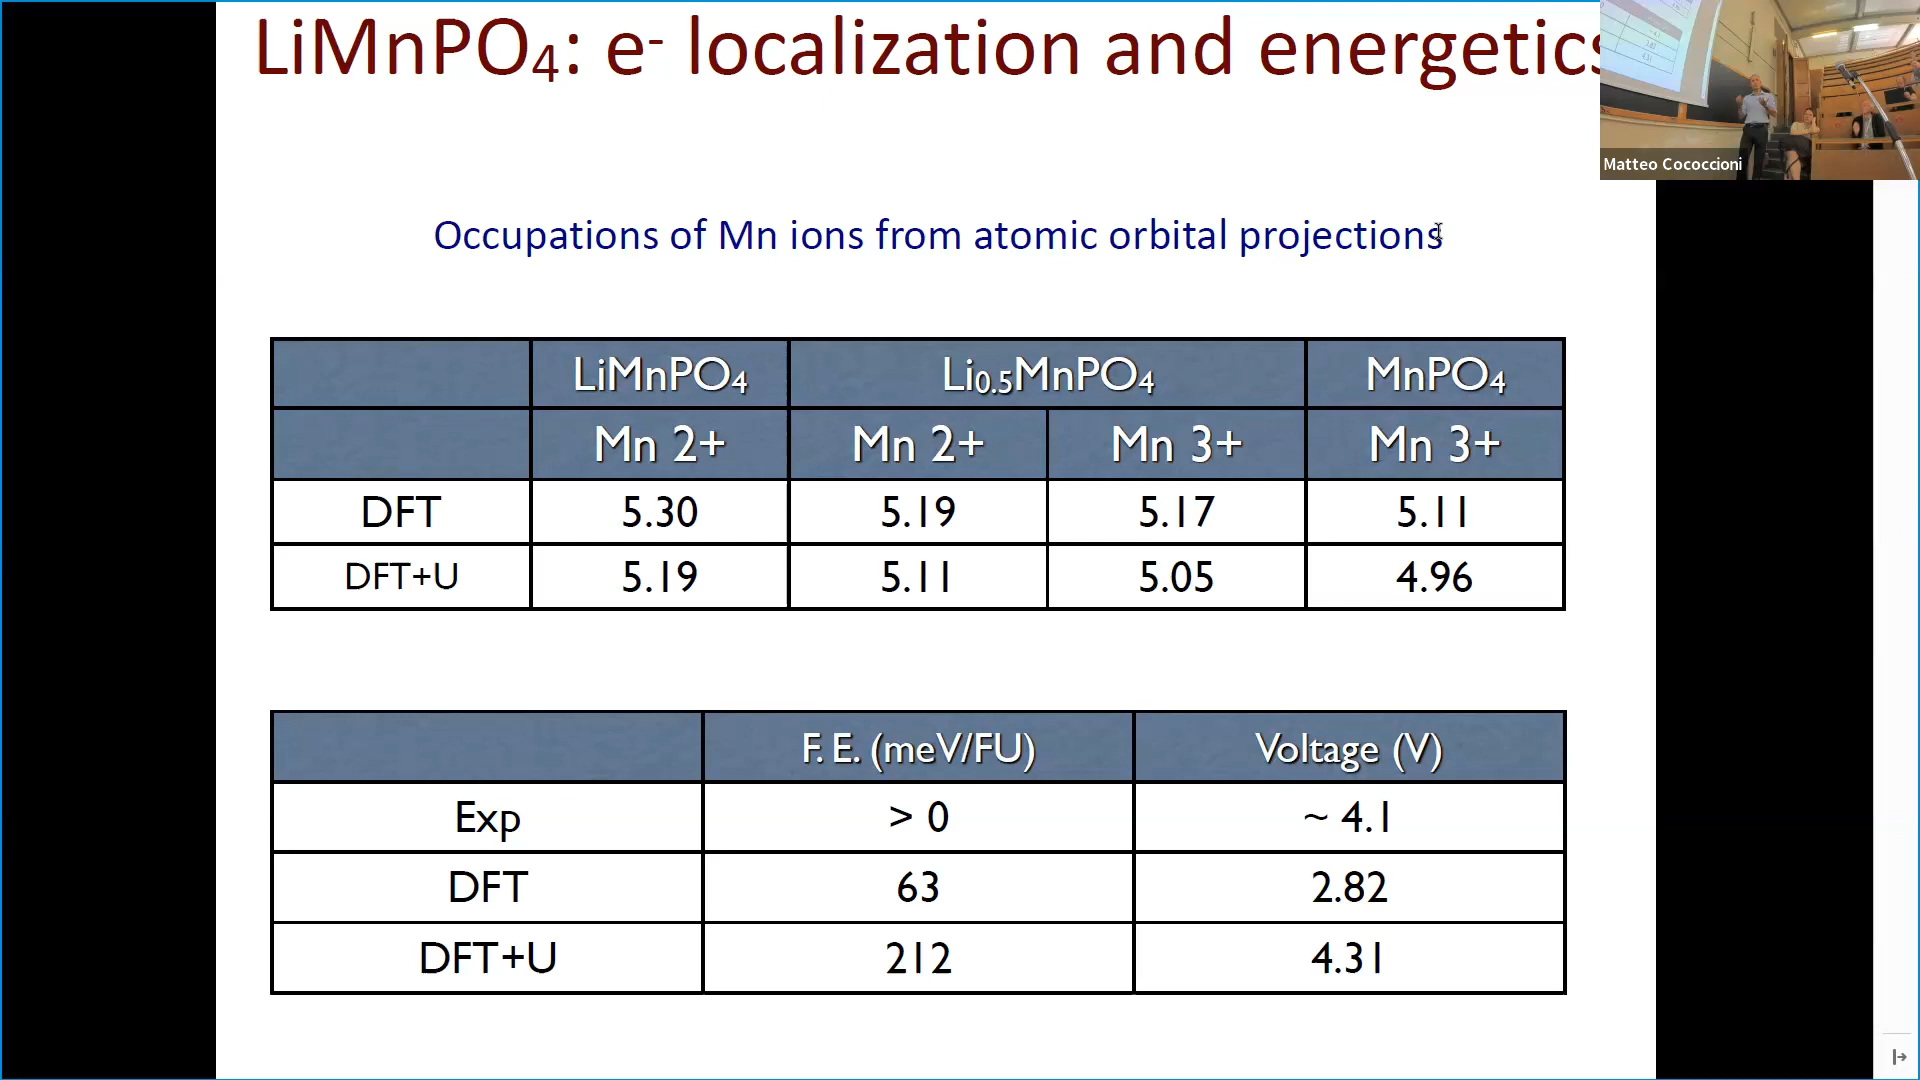 LiMnPO₄: e⁻ localization and energetics
Matteo Cococcioni
Occupations of Mn ions from atomic orbital projections
LiMnPO₄ Li₀.₅MnPO₄ MnPO₄
Mn 2+ Mn 2+ Mn 3+ Mn 3+
DFT 5.30 5.19 5.17 5.11
DFT+U 5.19 5.11 5.05 4.96
F. E. (meV/FU) Voltage (V)
Exp > 0 ~ 4.1
DFT 63 2.82
DFT+U 212 4.31